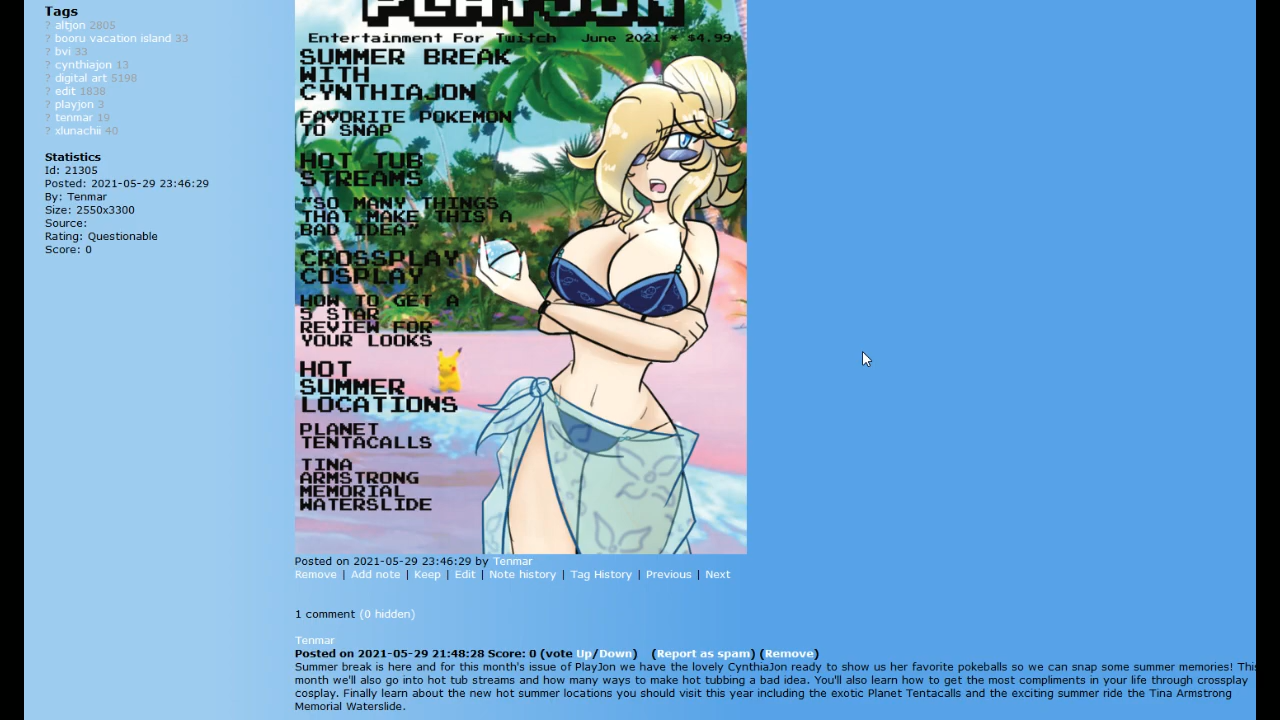 Tags
? altjon 2805
? booru vacation island 33
? bvi 33
? cynthiajon 13
? digital art 5198
? edit 1838
? playjon 3
? tenmar 19
? xlunachii 40
Statistics
Id: 21305
Posted: 2021-05-29 23:46:29
By: Tenmar
Size: 2550x3300
Source:
Rating: Questionable
Score: 0
PLAYJON
Entertainment For Twitch June 2021 * $4.99
SUMMER BREAK
WITH
CYNTHIAJON
FAVORITE POKEMON
TO SNAP
HOT TUB
STREAMS
"SO MANY THINGS
THAT MAKE THIS A
BAD IDEA"
CROSSPLAY
COSPLAY
HOW TO GET A
5 STAR
REVIEW FOR
YOUR LOOKS
HOT
SUMMER
LOCATIONS
PLANET
TENTACALLS
TINA
ARMSTRONG
MEMORIAL
WATERSLIDE
Posted on 2021-05-29 23:46:29 by Tenmar
Remove | Add note | Keep | Edit | Note history | Tag History | Previous | Next
1 comment (0 hidden)
Tenmar
Posted on 2021-05-29 21:48:28 Score: 0 (vote Up/Down) (Report as spam) (Remove)
Summer break is here and for this month's issue of PlayJon we have the lovely CynthiaJon ready to show us her favorite pokeballs so we can snap some summer memories! This
month we'll also go into hot tub streams and how many ways to make hot tubbing a bad idea. You'll also learn how to get the most compliments in your life through crossplay
cosplay. Finally learn about the new hot summer locations you should visit this year including the exotic Planet Tentacalls and the exciting summer ride the Tina Armstrong
Memorial Waterslide.